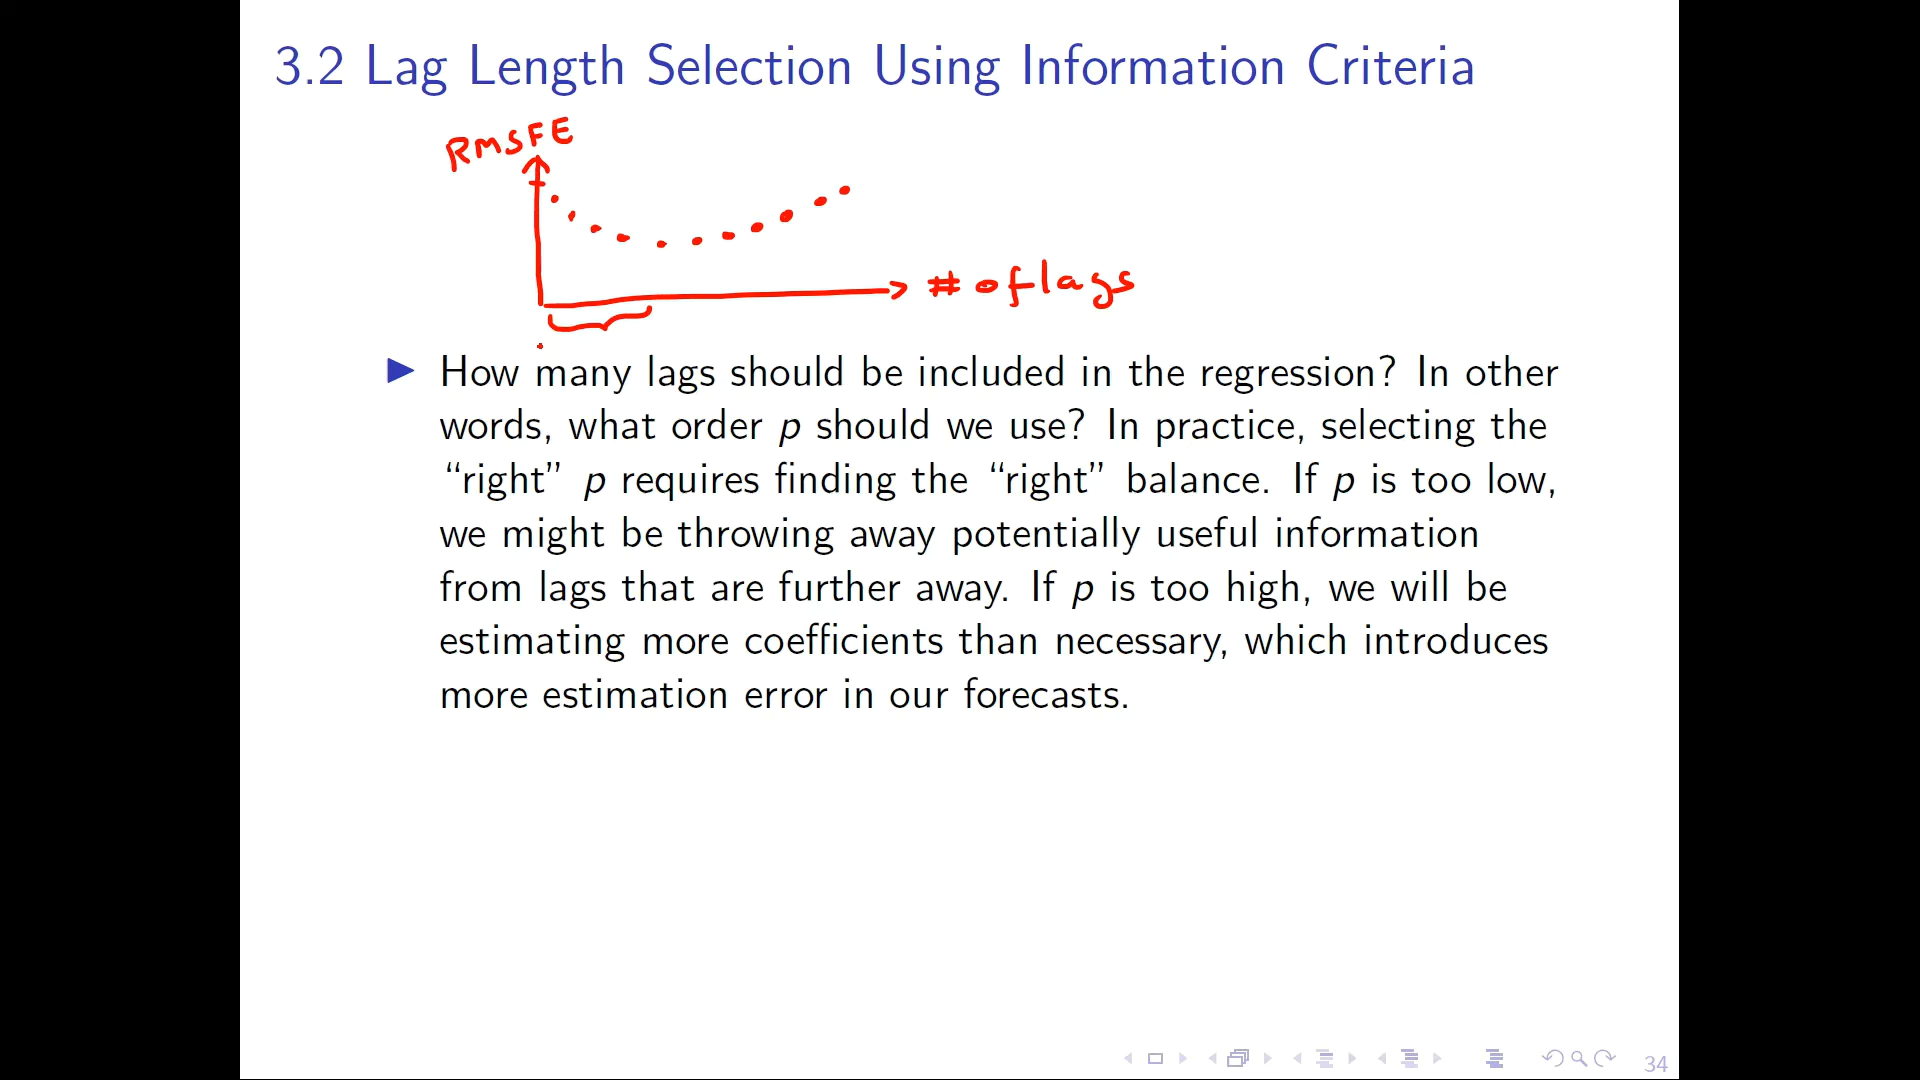 3.2 Lag Length Selection Using Information Criteria
RMSFE
# of lags
How many lags should be included in the regression? In other
words, what order p should we use? In practice, selecting the
“right” p requires finding the “right” balance. If p is too low,
we might be throwing away potentially useful information
from lags that are further away. If p is too high, we will be
estimating more coefficients than necessary, which introduces
more estimation error in our forecasts.
34